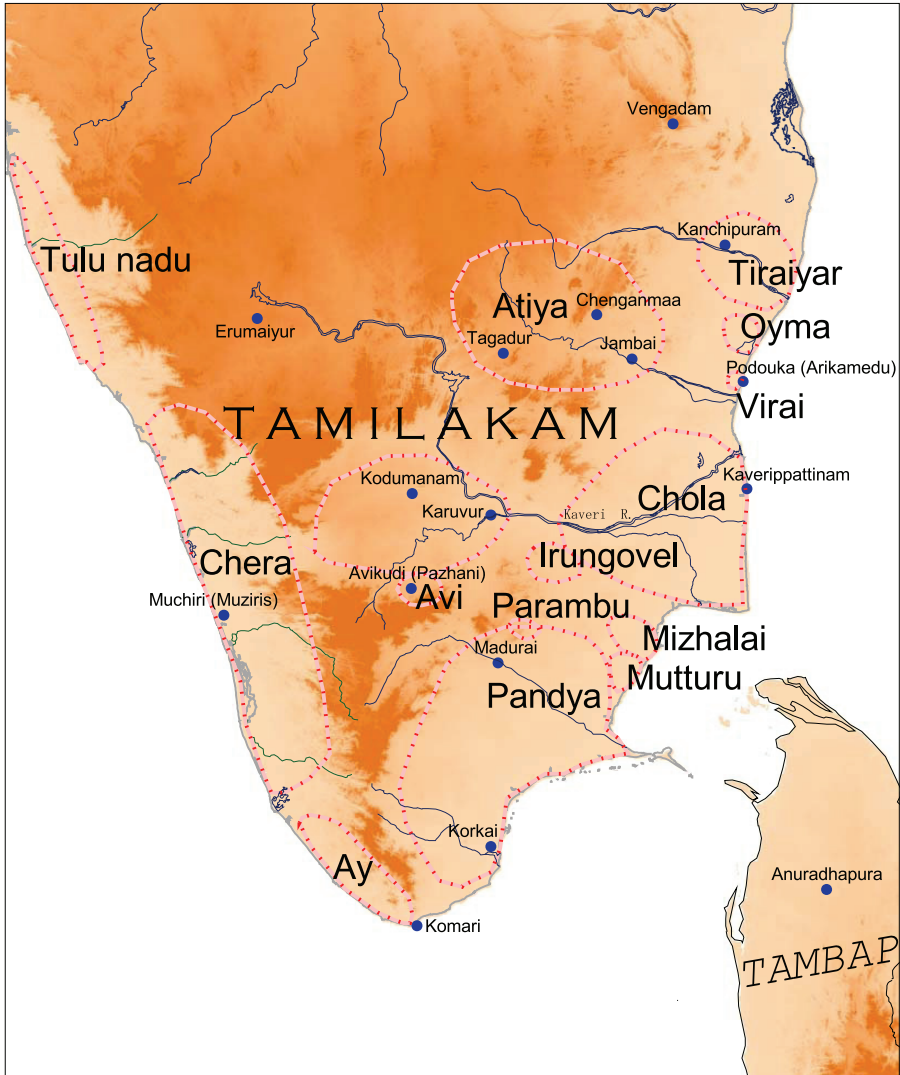 Vengadam
Kanchipuram
Tulu nadu
Tiraiyar
Atiya
Chenganmaa
Erumaiyur
Oyma
Tagadur
Jambai
Podouka (Arikamedu)
Virai
TAMILAKAM
Kodumanam
Kaverippattinam
Chola
Karuvur
Kaveri R.
Irungovel
Chera
Avikudi (Pazhani)
Avi
Muchiri (Muziris)
Parambu
Mizhalai
Madurai
Mutturu
Pandya
Korkai
Ay
Anuradhapura
Komari
TAMBAP